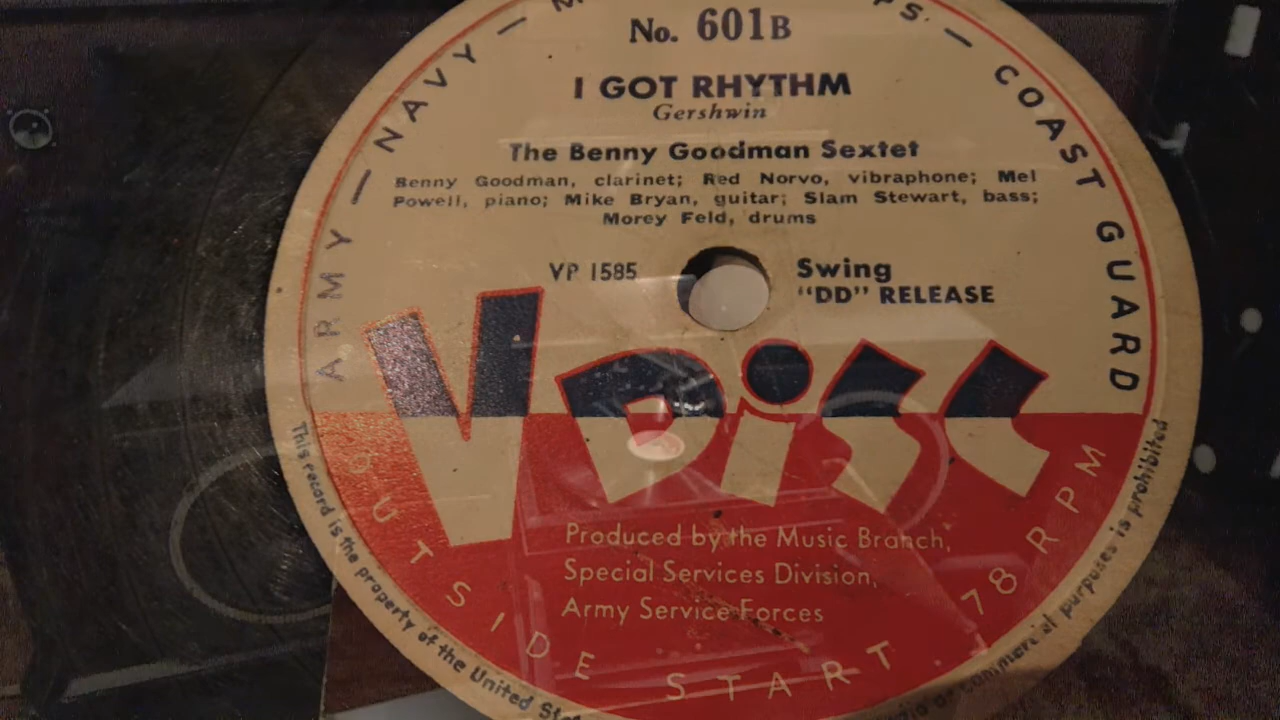 No. 601B
I GOT RHYTHM
Gershwin
The Benny Goodman Sextet
Benny Goodman, clarinet; Red Norvo, vibraphone; Mel
Powell, piano; Mike Bryan, guitar; Slam Stewart, bass;
Morey Feld, drums
VP 1585
Swing
"DD" RELEASE
ARMY — NAVY —
— COAST GUARD
V DiSC
Produced by the Music Branch,
Special Services Division,
Army Service Forces
OUTSIDE START . 78 RPM
This record is the property of the United
commercial purposes is prohibited